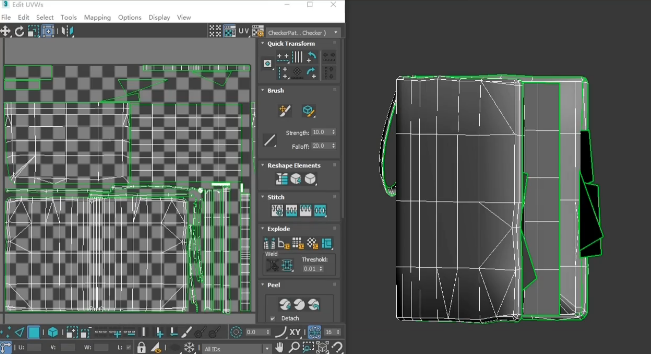 3 Edit UVWs
File Edit Select Tools Mapping Options Display View
UV CheckerPat... Checker )
Quick Transform
Brush
Strength: 10.0
Falloff: 20.0
Reshape Elements
Stitch
Explode
Weld
Threshold:
0.01
Peel
Detach
0.0 XY 16
U: V: W: L: All IDs